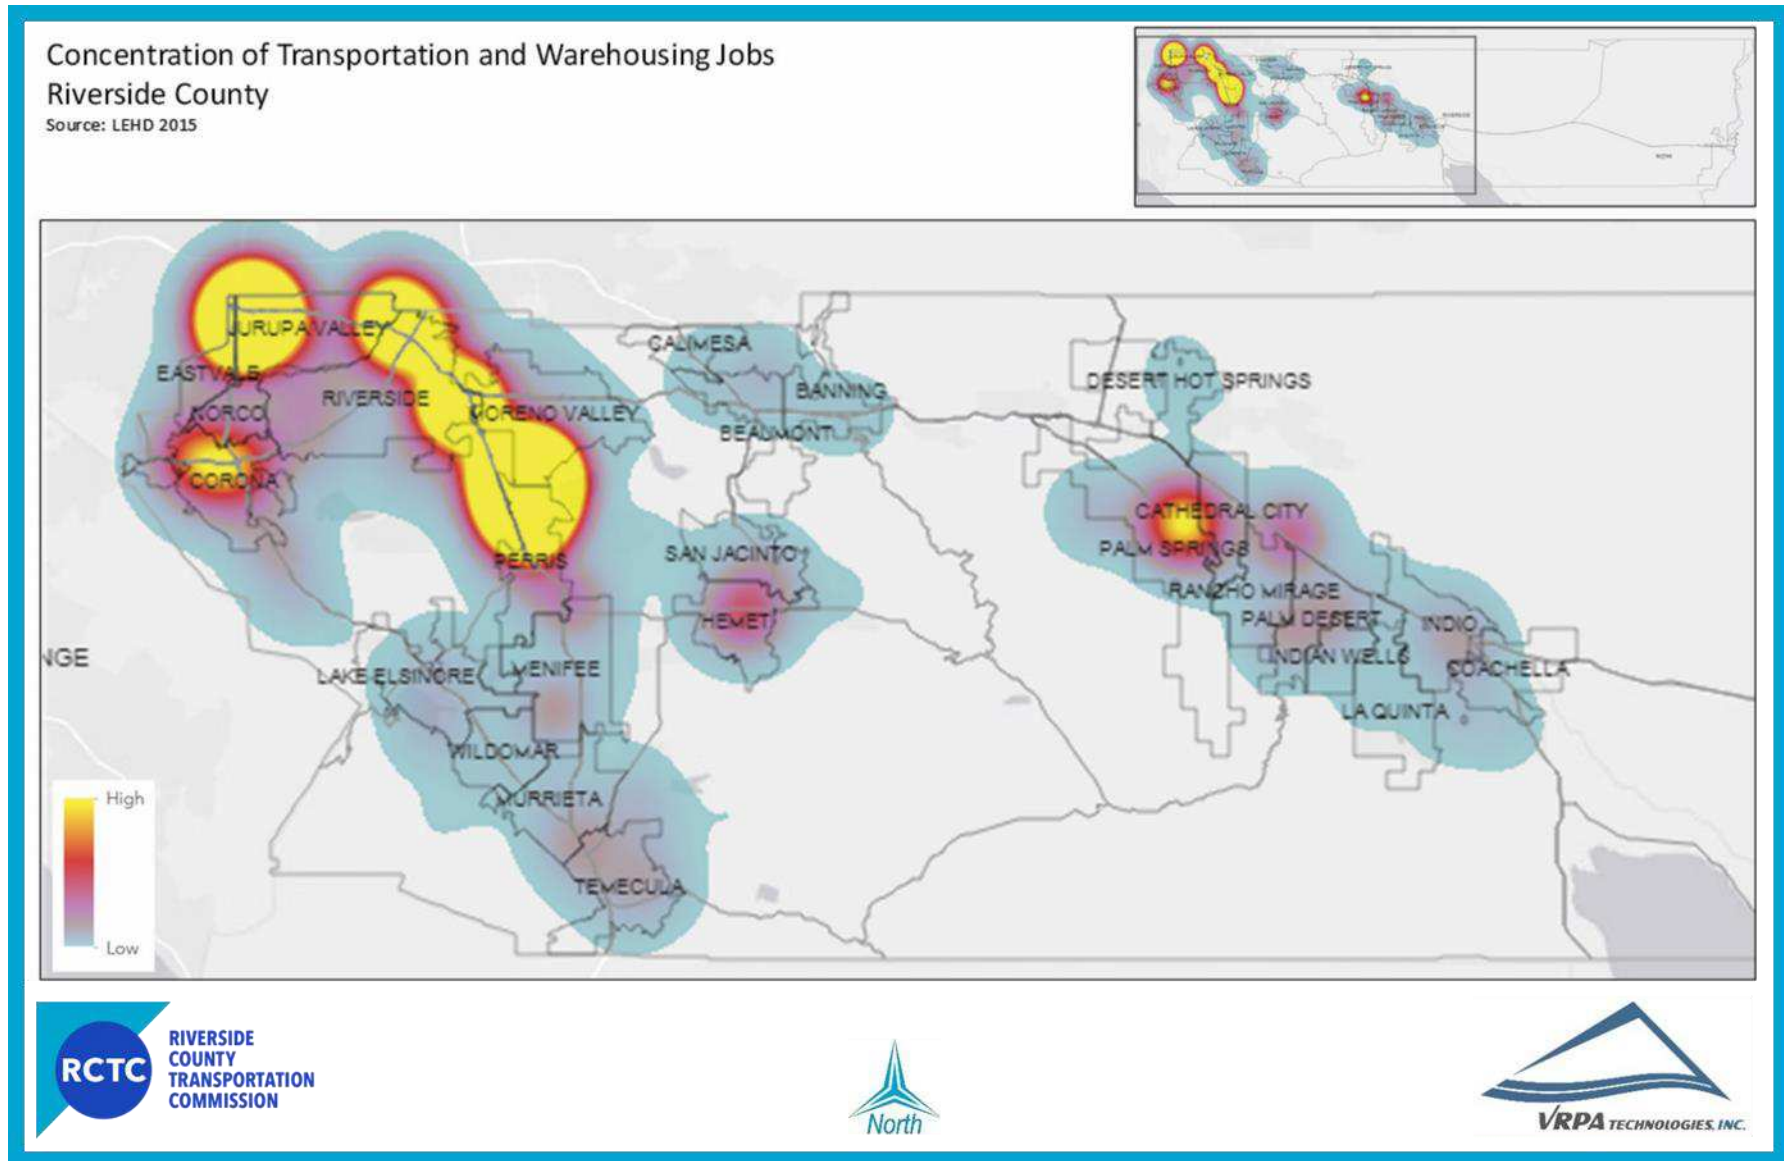 Concentration of Transportation and Warehousing Jobs
Riverside County
Source: LEHD 2015
JURUPA VALLEY
EASTVALE
NORCO
RIVERSIDE
MORENO VALLEY
CORONA
PERRIS
CALIMESA
BANNING
BEAUMONT
SAN JACINTO
HEMET
DESERT HOT SPRINGS
CATHEDRAL CITY
PALM SPRINGS
RANCHO MIRAGE
PALM DESERT
INDIO
INDIAN WELLS
COACHELLA
LA QUINTA
NGE
LAKE ELSINORE
MENIFEE
WILDOMAR
MURRIETA
TEMECULA
High
Low
RCTC
RIVERSIDE
COUNTY
TRANSPORTATION
COMMISSION
North
VRPA TECHNOLOGIES, INC.